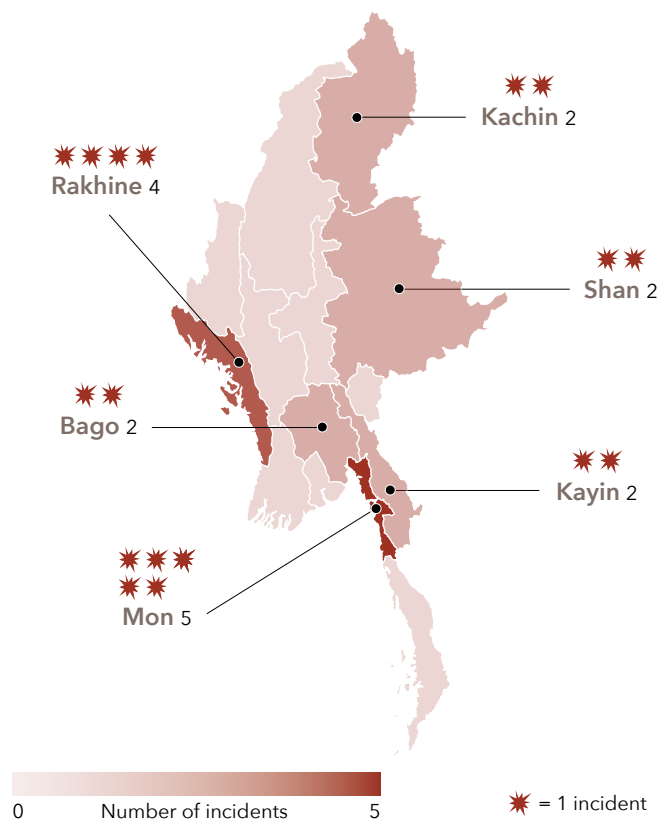 Kachin 2
Rakhine 4
Shan 2
Bago 2
Kayin 2
Mon 5
0 Number of incidents 5
= 1 incident